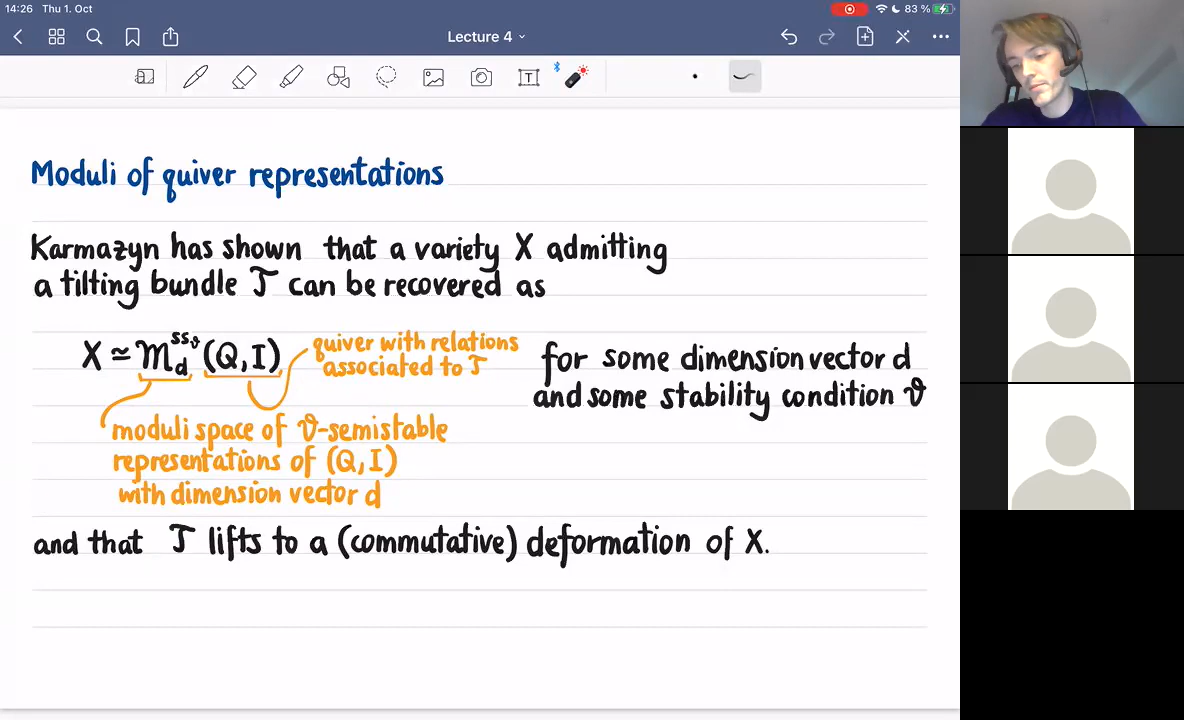 14:26 Thu 1. Oct
83 %
Lecture 4
T
Moduli of quiver representations
Karmazyn has shown that a variety X admitting
a tilting bundle 𝒯 can be recovered as
X ≃ ℳ_d^{ss_ϑ} (Q, I)
quiver with relations
associated to 𝒯
for some dimension vector d
and some stability condition ϑ
moduli space of ϑ-semistable
representations of (Q, I)
with dimension vector d
and that 𝒯 lifts to a (commutative) deformation of X.